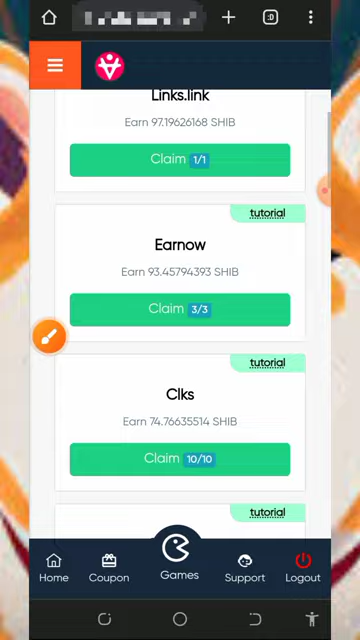 :D
Links.link
Earn 97.19626168 SHIB
Claim 1/1
tutorial
Earnow
Earn 93.45794393 SHIB
Claim 3/3
tutorial
Clks
Earn 74.76635514 SHIB
Claim 10/10
tutorial
Home
Coupon
Games
Support
Logout